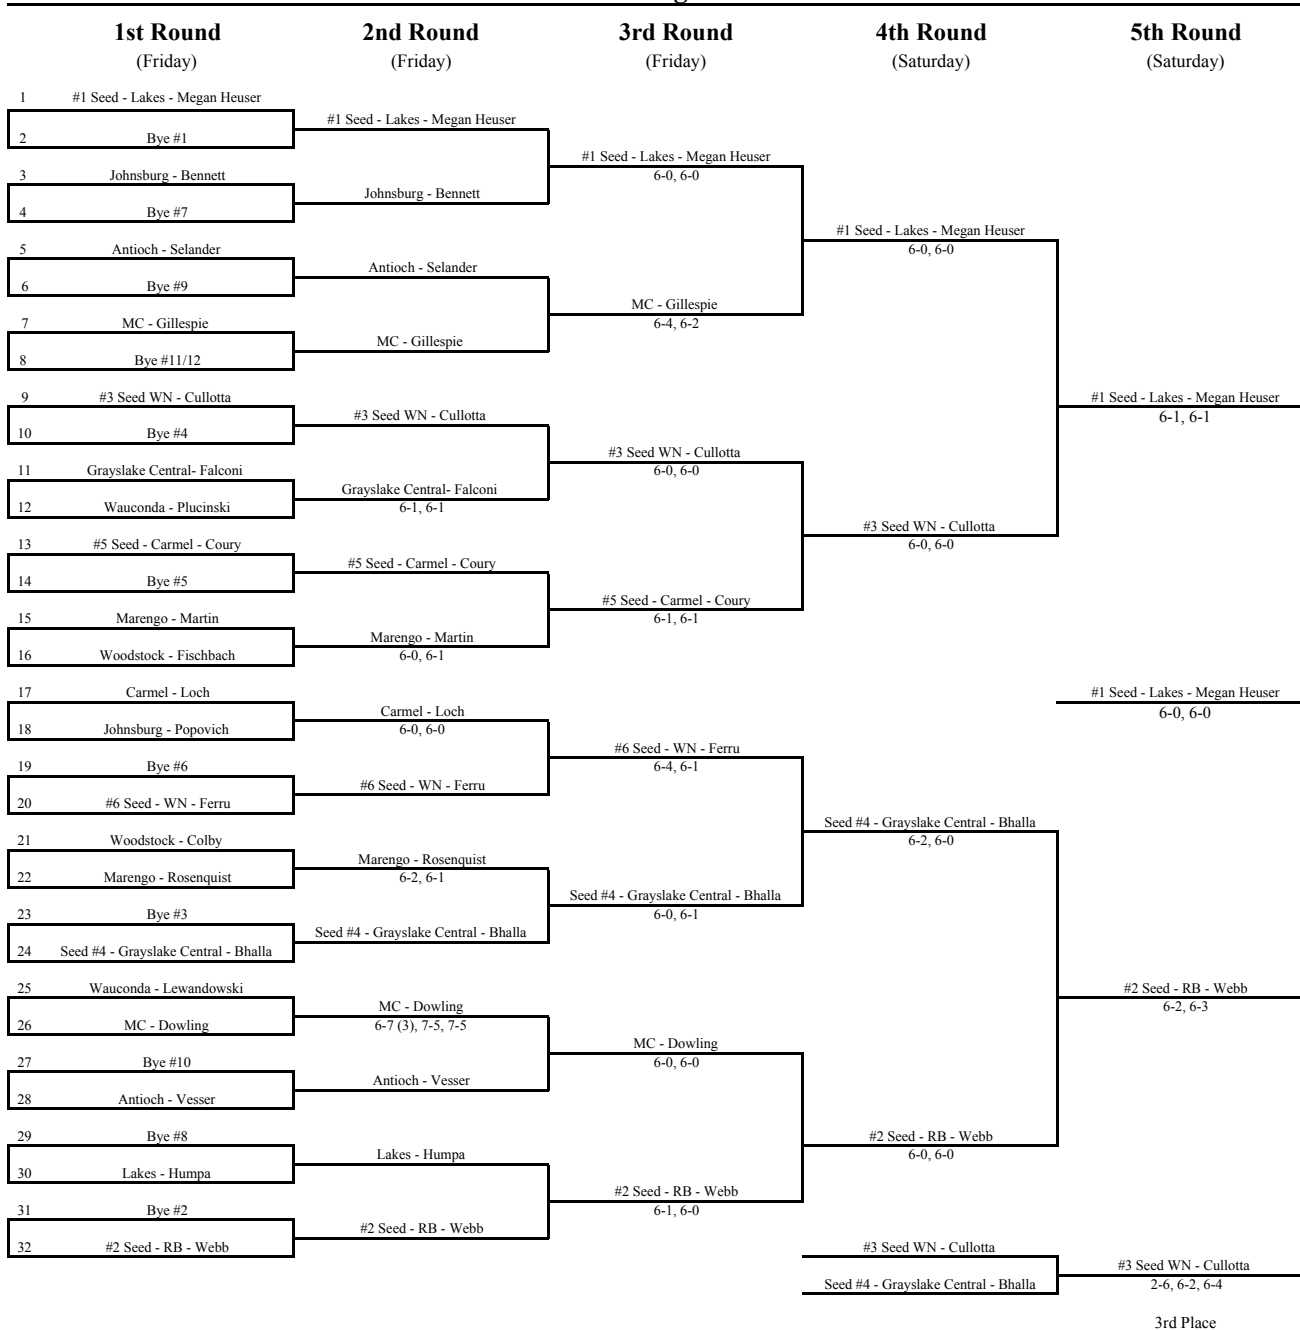 1st Round
(Friday)
2nd Round
(Friday)
3rd Round
(Friday)
4th Round
(Saturday)
5th Round
(Saturday)
1 #1 Seed - Lakes - Megan Heuser
2 Bye #1
3 Johnsburg - Bennett
4 Bye #7
5 Antioch - Selander
6 Bye #9
7 MC - Gillespie
8 Bye #11/12
9 #3 Seed WN - Cullotta
10 Bye #4
11 Grayslake Central- Falconi
12 Wauconda - Plucinski
13 #5 Seed - Carmel - Coury
14 Bye #5
15 Marengo - Martin
16 Woodstock - Fischbach
17 Carmel - Loch
18 Johnsburg - Popovich
19 Bye #6
20 #6 Seed - WN - Ferru
21 Woodstock - Colby
22 Marengo - Rosenquist
23 Bye #3
24 Seed #4 - Grayslake Central - Bhalla
25 Wauconda - Lewandowski
26 MC - Dowling
27 Bye #10
28 Antioch - Vesser
29 Bye #8
30 Lakes - Humpa
31 Bye #2
32 #2 Seed - RB - Webb
#1 Seed - Lakes - Megan Heuser
Johnsburg - Bennett
Antioch - Selander
MC - Gillespie
#3 Seed WN - Cullotta
Grayslake Central- Falconi
6-1, 6-1
#5 Seed - Carmel - Coury
Marengo - Martin
6-0, 6-1
Carmel - Loch
6-0, 6-0
#6 Seed - WN - Ferru
Marengo - Rosenquist
6-2, 6-1
Seed #4 - Grayslake Central - Bhalla
MC - Dowling
6-7 (3), 7-5, 7-5
Antioch - Vesser
Lakes - Humpa
#2 Seed - RB - Webb
#1 Seed - Lakes - Megan Heuser
6-0, 6-0
MC - Gillespie
6-4, 6-2
#3 Seed WN - Cullotta
6-0, 6-0
#5 Seed - Carmel - Coury
6-1, 6-1
#6 Seed - WN - Ferru
6-4, 6-1
Seed #4 - Grayslake Central - Bhalla
6-0, 6-1
MC - Dowling
6-0, 6-0
#2 Seed - RB - Webb
6-1, 6-0
#1 Seed - Lakes - Megan Heuser
6-0, 6-0
#3 Seed WN - Cullotta
6-0, 6-0
Seed #4 - Grayslake Central - Bhalla
6-2, 6-0
#2 Seed - RB - Webb
6-0, 6-0
#3 Seed WN - Cullotta
Seed #4 - Grayslake Central - Bhalla
#1 Seed - Lakes - Megan Heuser
6-1, 6-1
#1 Seed - Lakes - Megan Heuser
6-0, 6-0
#2 Seed - RB - Webb
6-2, 6-3
#3 Seed WN - Cullotta
2-6, 6-2, 6-4
3rd Place